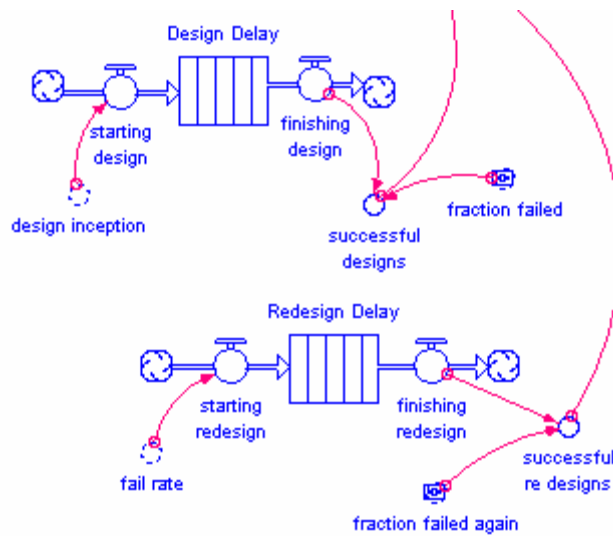 Design Delay
starting
design
finishing
design
design inception
successful
designs
fraction failed
Redesign Delay
starting
redesign
finishing
redesign
fail rate
successful
re designs
fraction failed again